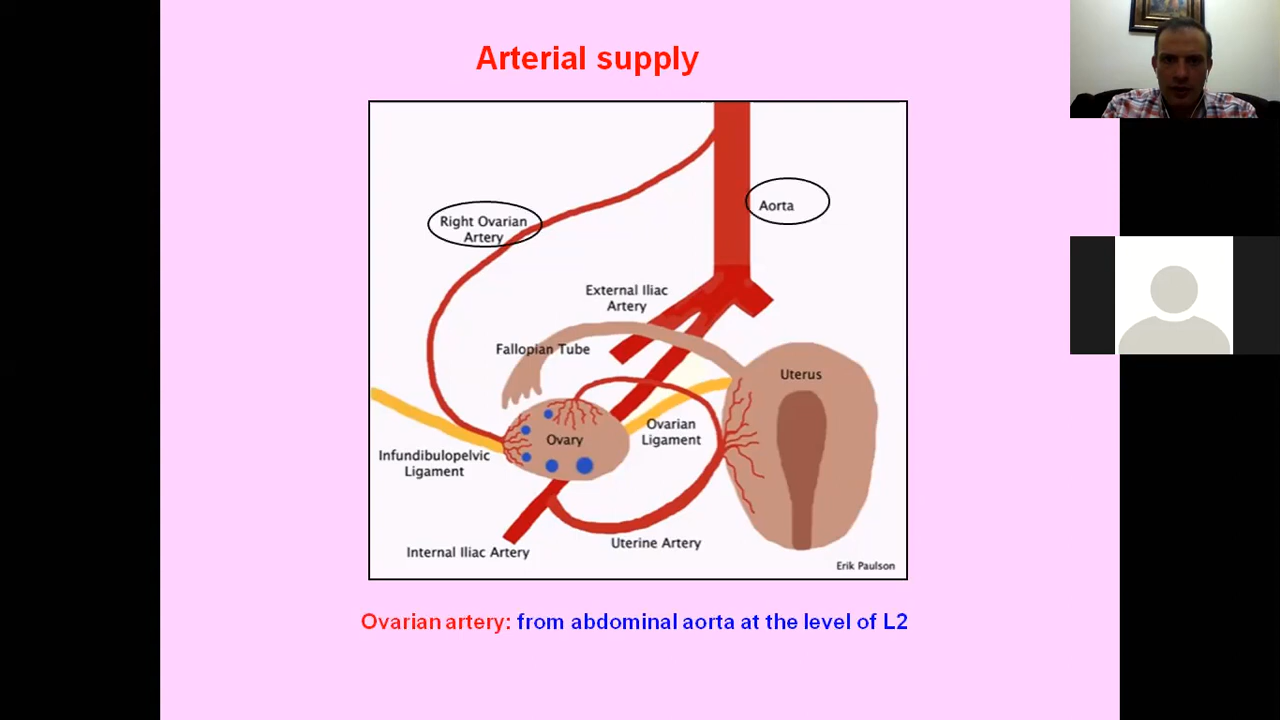 Arterial supply
Aorta
Right Ovarian
Artery
External Iliac
Artery
Fallopian Tube
Uterus
Ovarian
Ligament
Ovary
Infundibulopelvic
Ligament
Internal Iliac Artery
Uterine Artery
Erik Paulson
Ovarian artery: from abdominal aorta at the level of L2